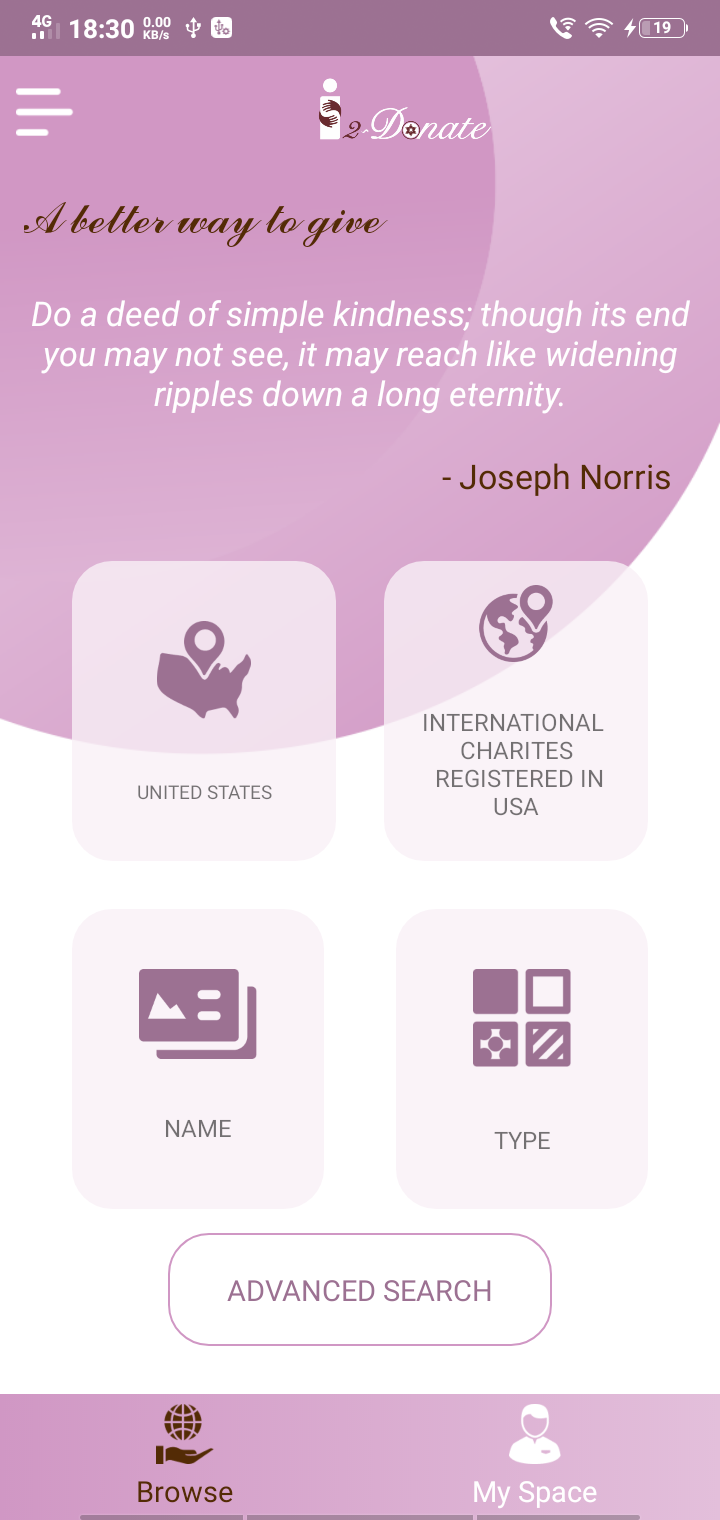 4G 18:30 0.00 KB/s 19
i 2-Donate
A better way to give
Do a deed of simple kindness; though its end
you may not see, it may reach like widening
ripples down a long eternity.
- Joseph Norris
UNITED STATES
INTERNATIONAL
CHARITES
REGISTERED IN
USA
NAME
TYPE
ADVANCED SEARCH
Browse
My Space